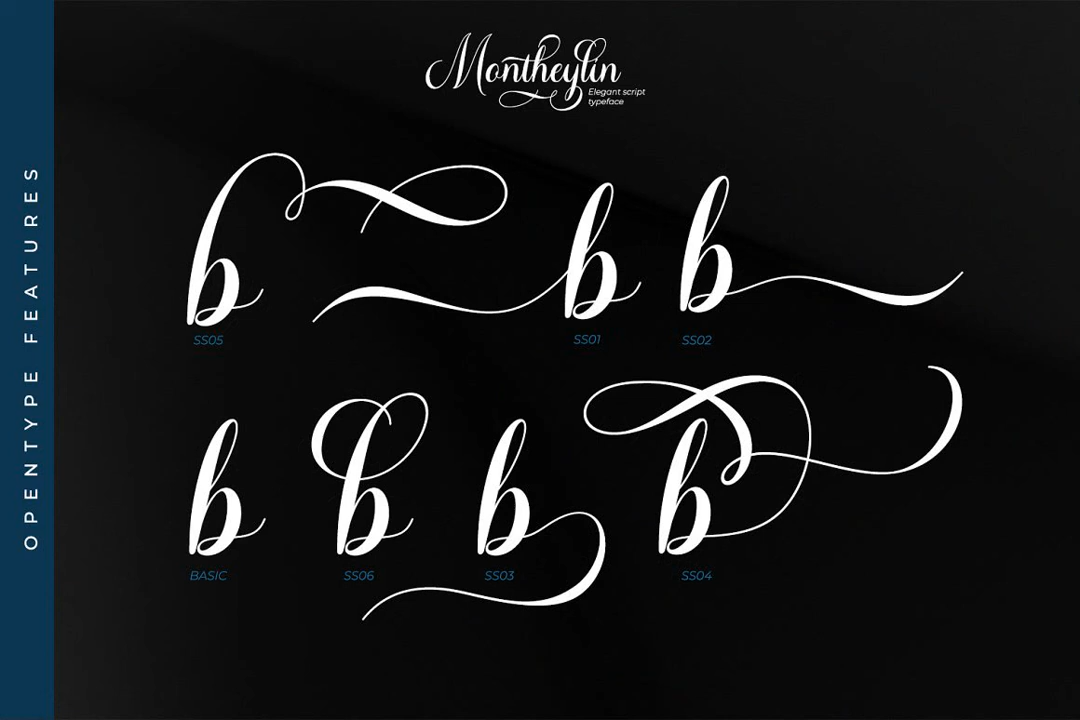 OPENTYPE FEATURES
Montheylin
Elegant script
typeface
b
b
b
SS05
SS01
SS02
b
b
b
b
BASIC
SS06
SS03
SS04